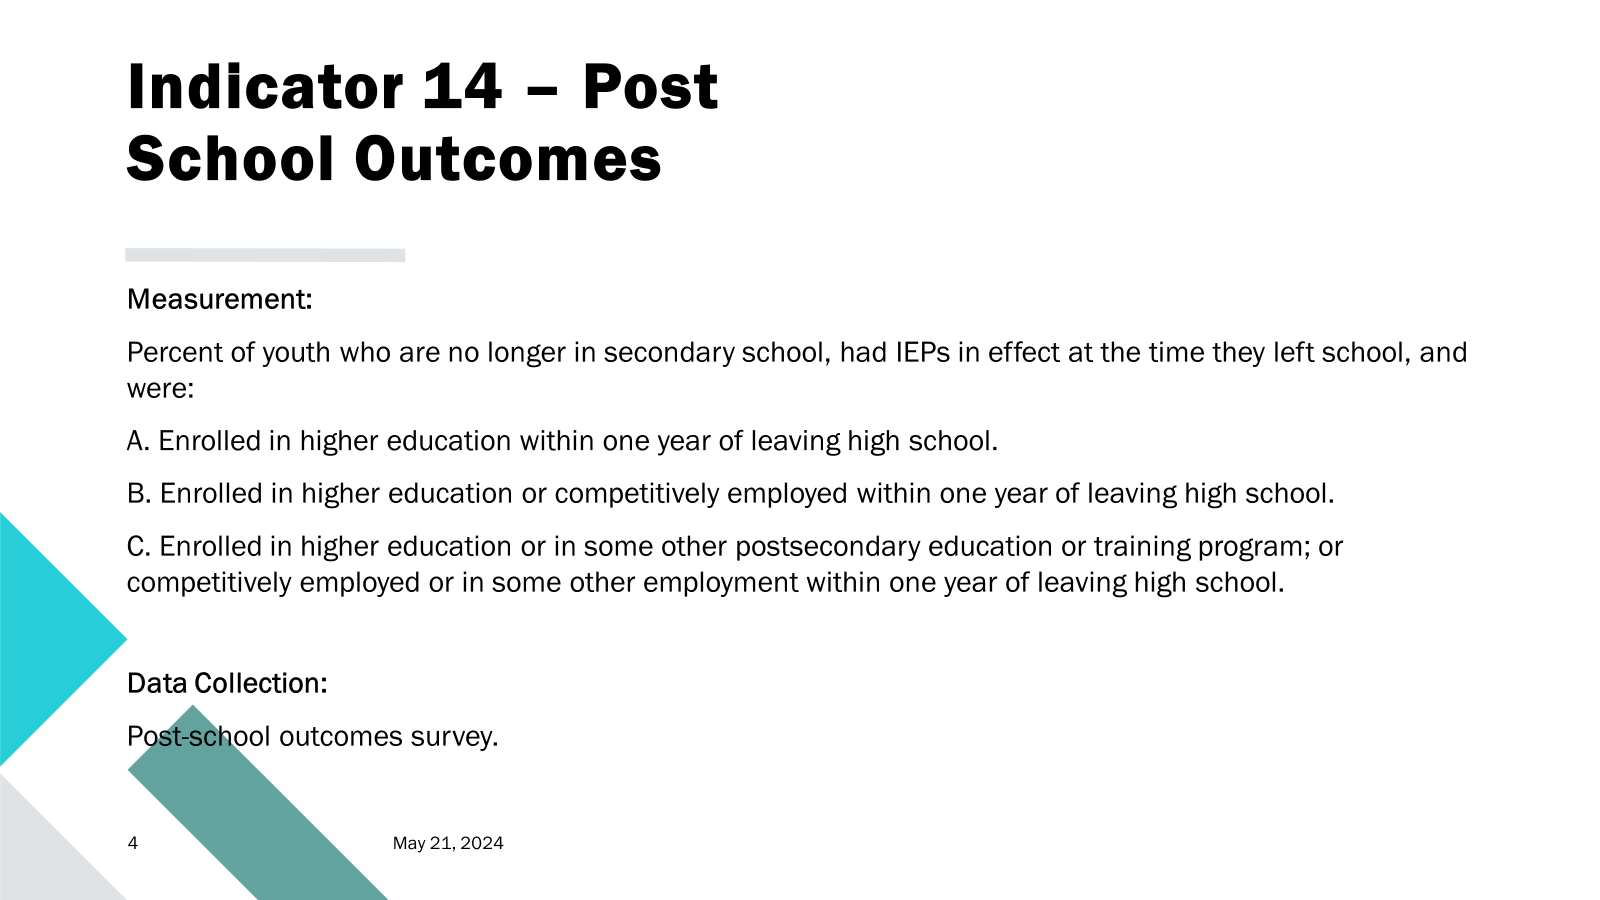 Indicator 14 – Post
School Outcomes
Measurement:
Percent of youth who are no longer in secondary school, had IEPs in effect at the time they left school, and
were:
A. Enrolled in higher education within one year of leaving high school.
B. Enrolled in higher education or competitively employed within one year of leaving high school.
C. Enrolled in higher education or in some other postsecondary education or training program; or
competitively employed or in some other employment within one year of leaving high school.
Data Collection:
Post-school outcomes survey.
4
May 21, 2024